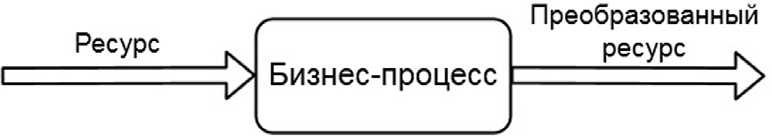 Ресурс
Бизнес-процесс
Преобразованный
ресурс